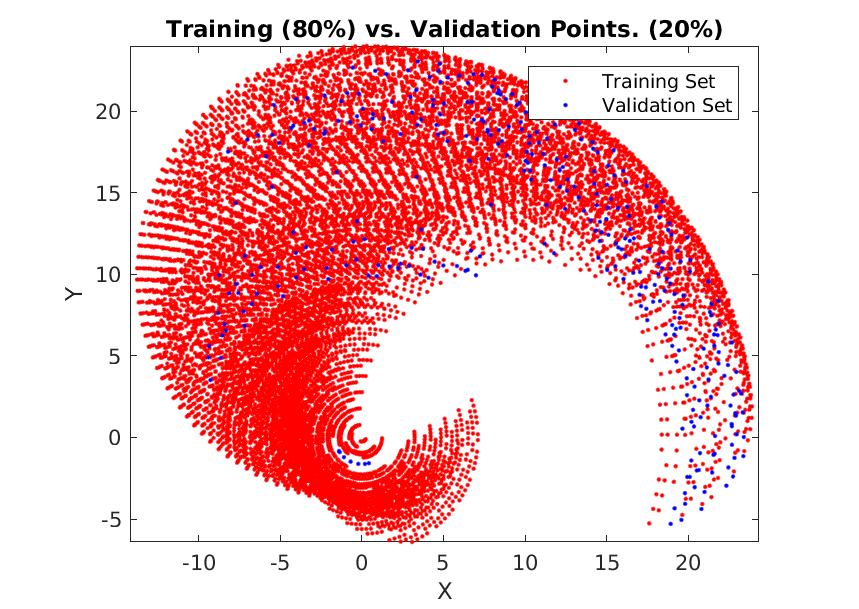 Training (80%) vs. Validation Points. (20%)
Training Set
Validation Set
Y
20
15
10
5
0
-5
-10 -5 0 5 10 15 20
X